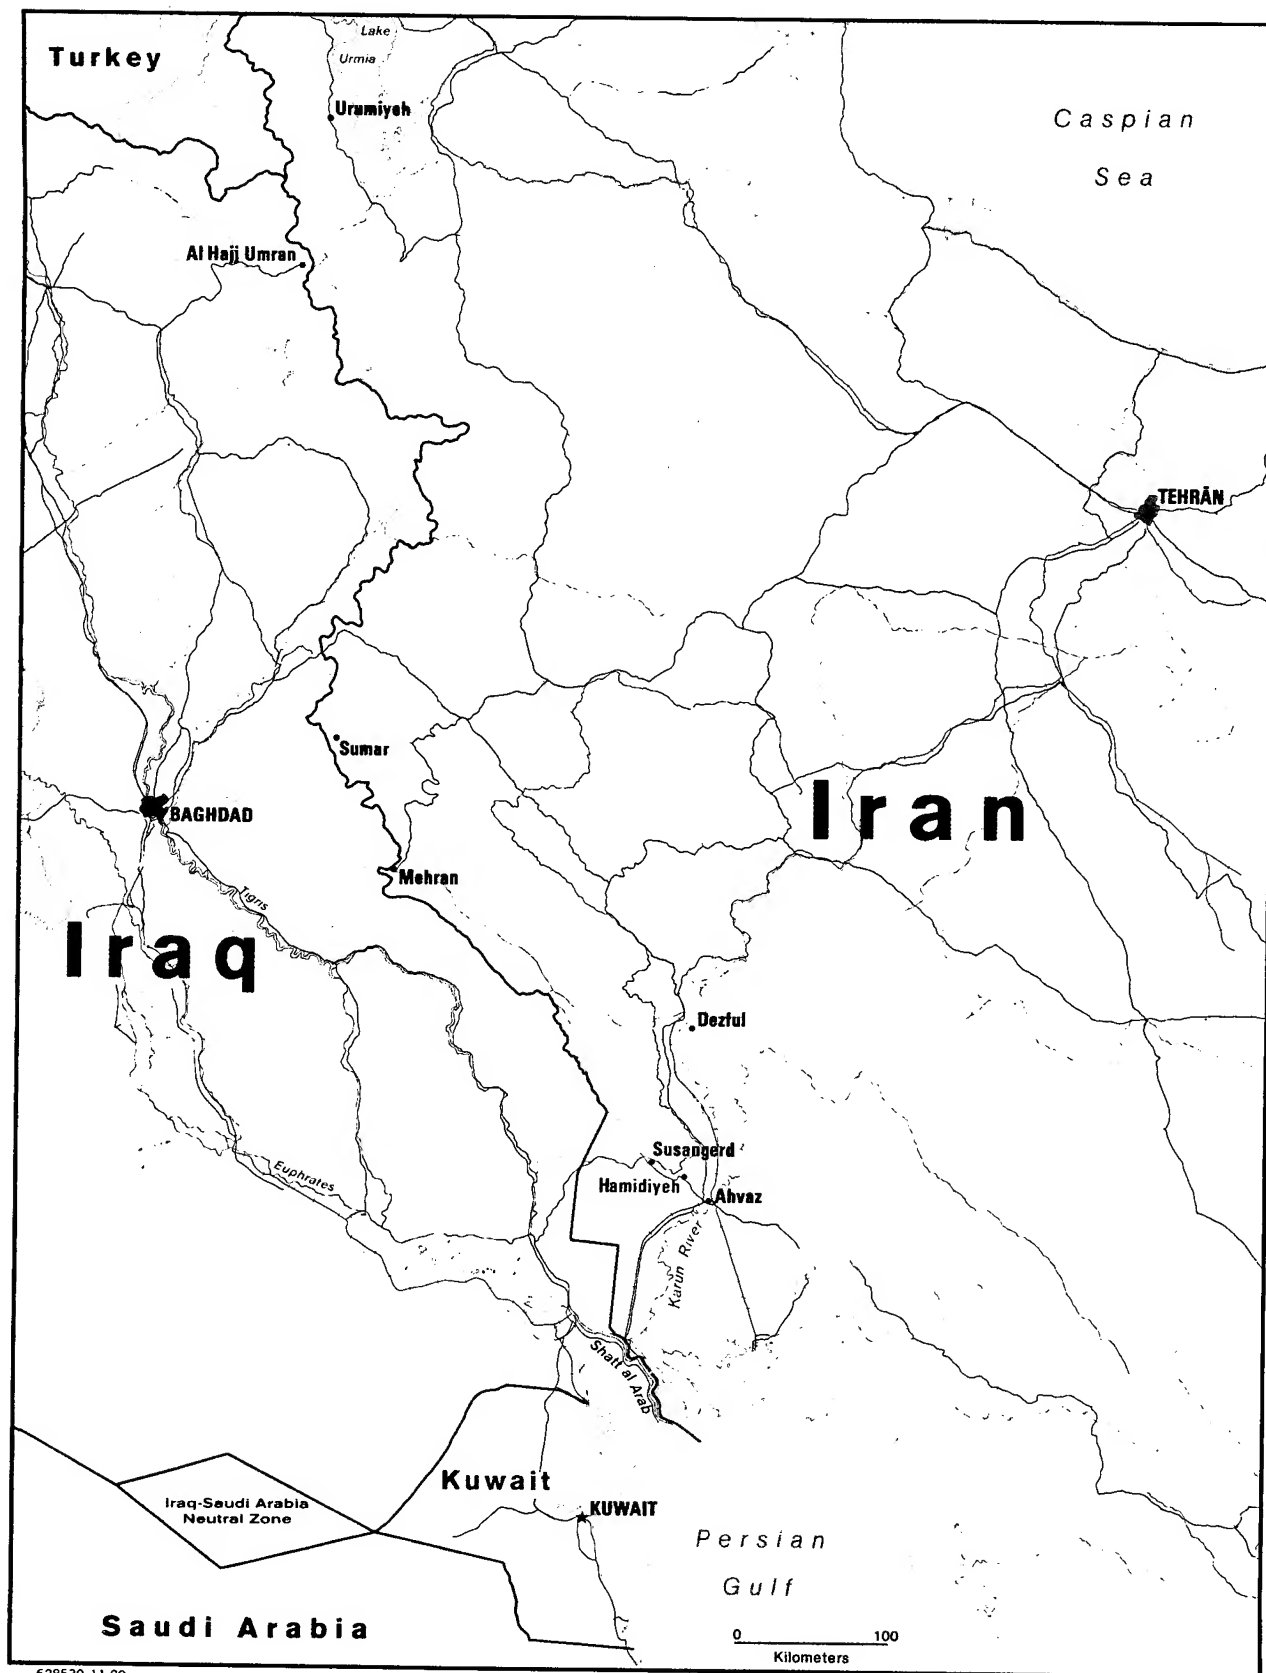 Turkey
Lake
Urmia
Urumiyeh
Caspian
Sea
Al Hajj Umran
TEHRĀN
Sumar
BAGHDAD
Iran
Mehran
Tigris
Iraq
Dezful
Susangerd
Hamidiyeh
Ahvaz
Euphrates
Karun River
Shatt al Arab
Kuwait
Iraq-Saudi Arabia
Neutral Zone
KUWAIT
Persian
Gulf
Saudi Arabia
0 100
Kilometers